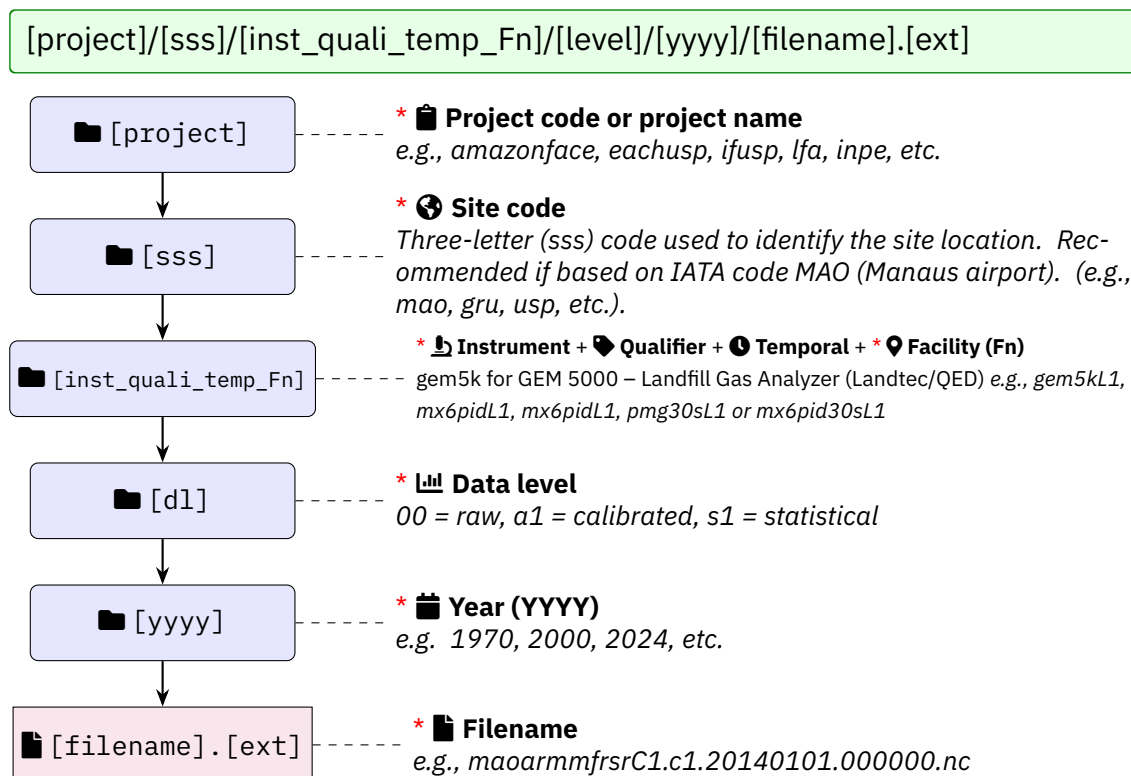 [project]/[sss]/[inst_quali_temp_Fn]/[level]/[yyyy]/[filename].[ext]
[project]
* Project code or project name
e.g., amazonface, eachusp, ifusp, lfa, inpe, etc.
[sss]
* Site code
Three-letter (sss) code used to identify the site location. Rec-
ommended if based on IATA code MAO (Manaus airport). (e.g.,
mao, gru, usp, etc.).
[inst_quali_temp_Fn]
* Instrument + Qualifier + Temporal + * Facility (Fn)
gem5k for GEM 5000 – Landfill Gas Analyzer (Landtec/QED) e.g., gem5kL1,
mx6pidL1, mx6pidL1, pmg30sL1 or mx6pid30sL1
[dl]
* Data level
00 = raw, a1 = calibrated, s1 = statistical
[yyyy]
* Year (YYYY)
e.g. 1970, 2000, 2024, etc.
[filename].[ext]
* Filename
e.g., maoarmmfrsrC1.c1.20140101.000000.nc